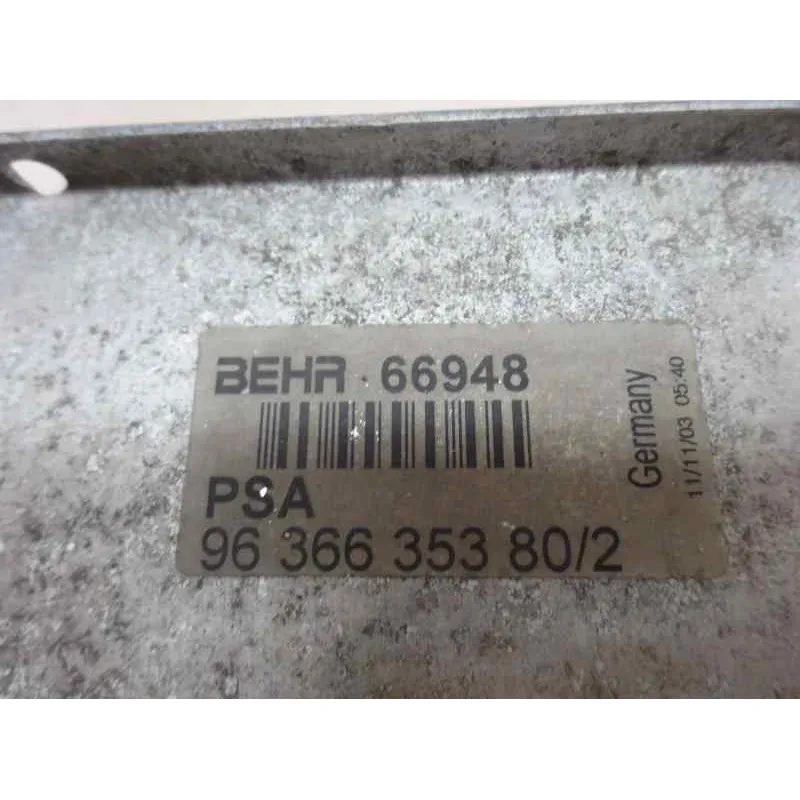 BEHR 66948
PSA
96 366 353 80/2
Germany
11/11/03 05:40